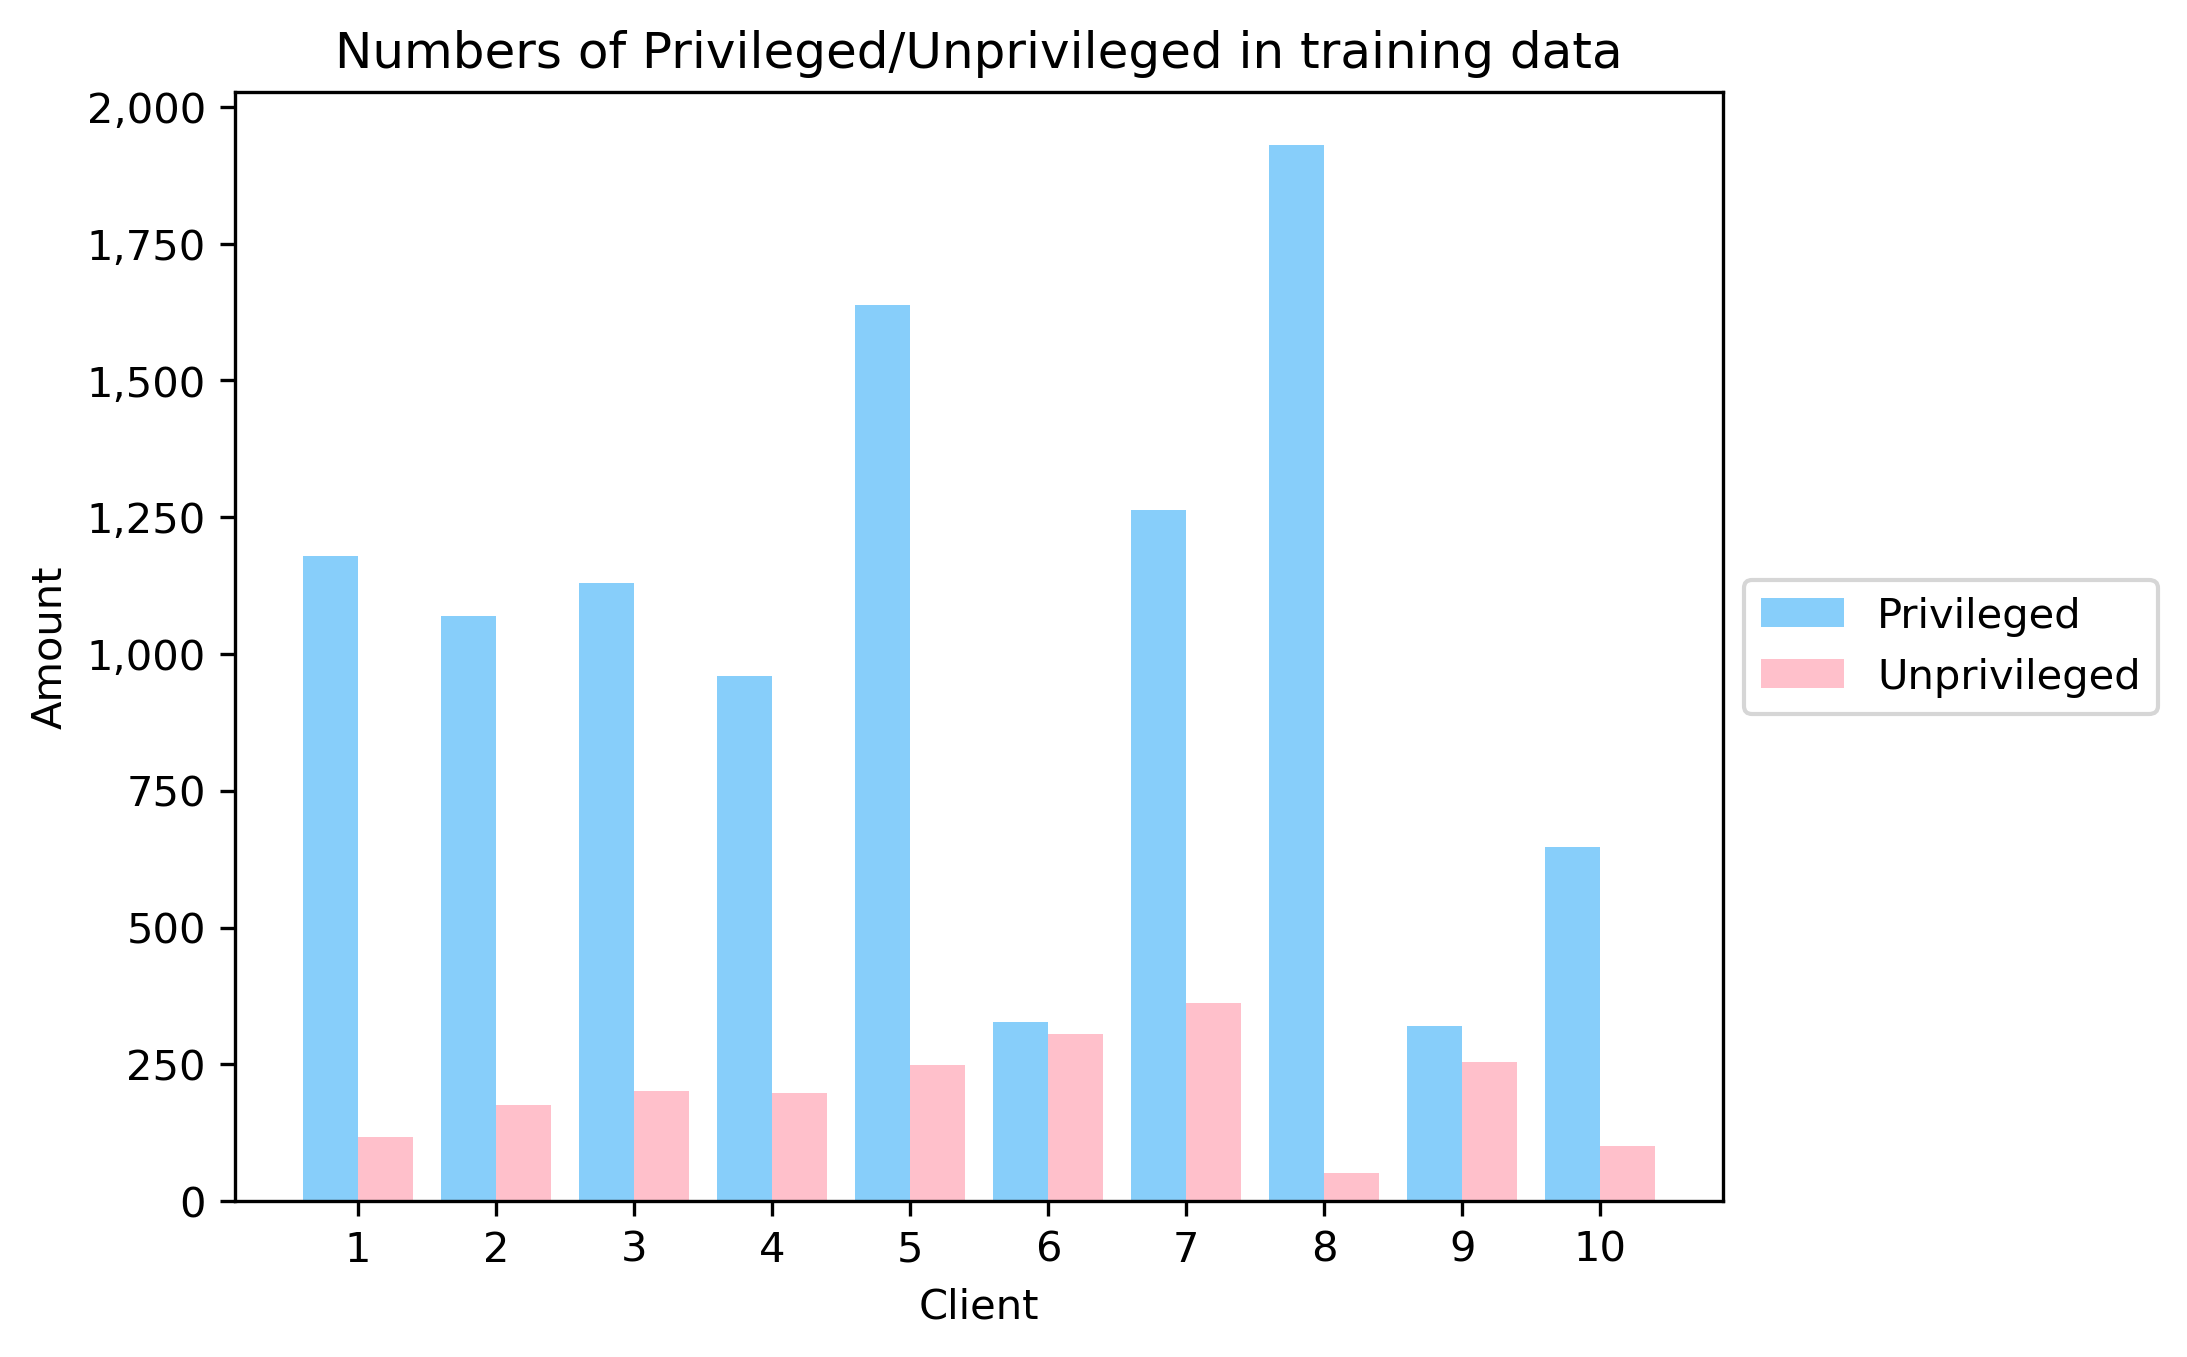 Numbers of Privileged/Unprivileged in training data
2,000
1,750
1,500
1,250
1,000
750
500
250
0
Amount
1 2 3 4 5 6 7 8 9 10
Client
Privileged
Unprivileged